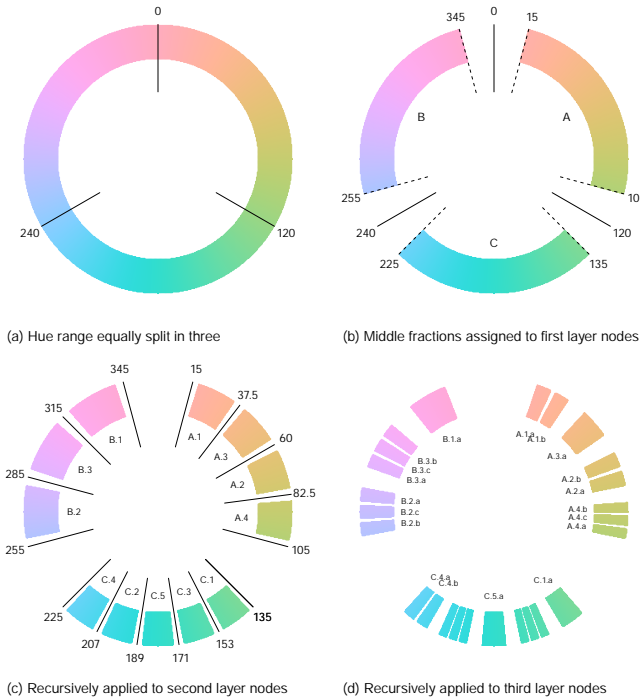 0
120
240
(a) Hue range equally split in three
0
345
15
B
A
C
255
10
240
120
225
135
(b) Middle fractions assigned to first layer nodes
345
15
315
37.5
B.1
A.1
A.3
60
B.3
A.2
285
82.5
B.2
A.4
255
105
C.4
C.2
C.5
C.3
C.1
225
135
207
153
189
171
(c) Recursively applied to second layer nodes
B.1.a
A.1.a
A.1.b
A.3.a
B.3.b
B.3.c
B.3.a
A.2.b
A.2.a
B.2.a
B.2.c
B.2.b
A.4.b
A.4.c
A.4.a
C.4.a
C.4.b
C.5.a
C.1.a
(d) Recursively applied to third layer nodes